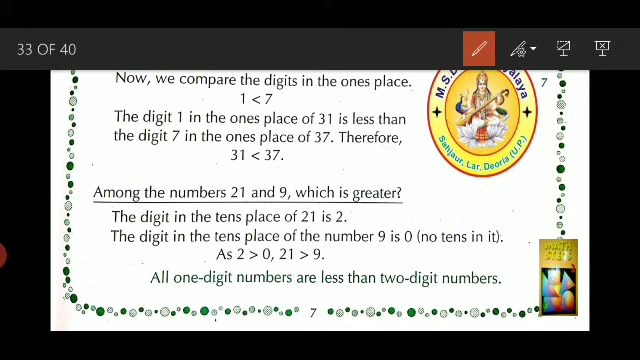 33 OF 40
Now, we compare the digits in the ones place.
7
1 < 7
The digit 1 in the ones place of 31 is less than
the digit 7 in the ones place of 37. Therefore,
31 < 37.
Sahjaur, Lar, Deoria (U.P.)
Among the numbers 21 and 9, which is greater?
The digit in the tens place of 21 is 2.
The digit in the tens place of the number 9 is 0 (no tens in it).
As 2 > 0, 21 > 9.
MATH
STEPS
All one-digit numbers are less than two-digit numbers.
7